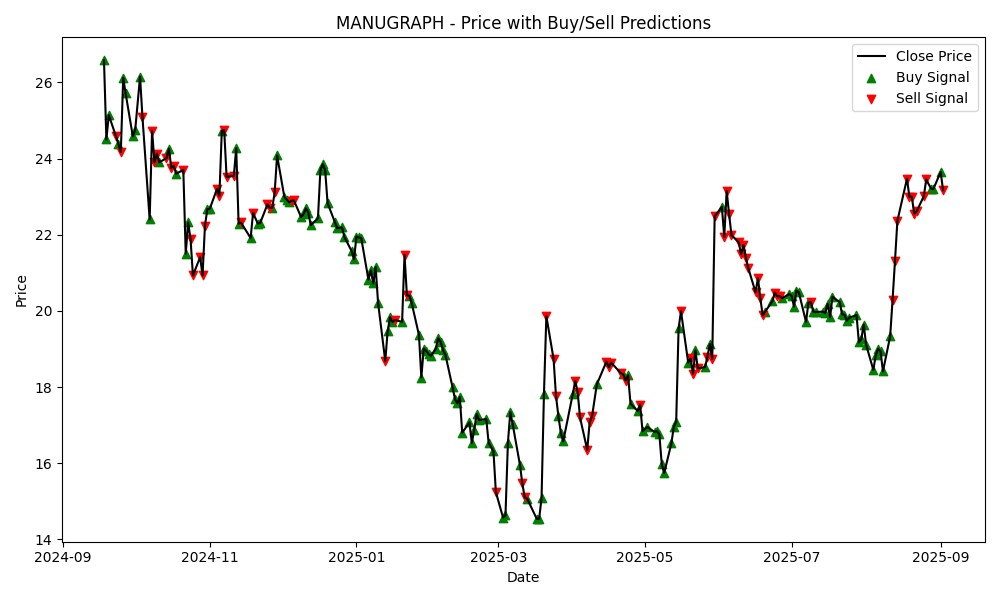 MANUGRAPH - Price with Buy/Sell Predictions
Close Price
Buy Signal
Sell Signal
Price
26
24
22
20
18
16
14
2024-09
2024-11
2025-01
2025-03
2025-05
2025-07
2025-09
Date